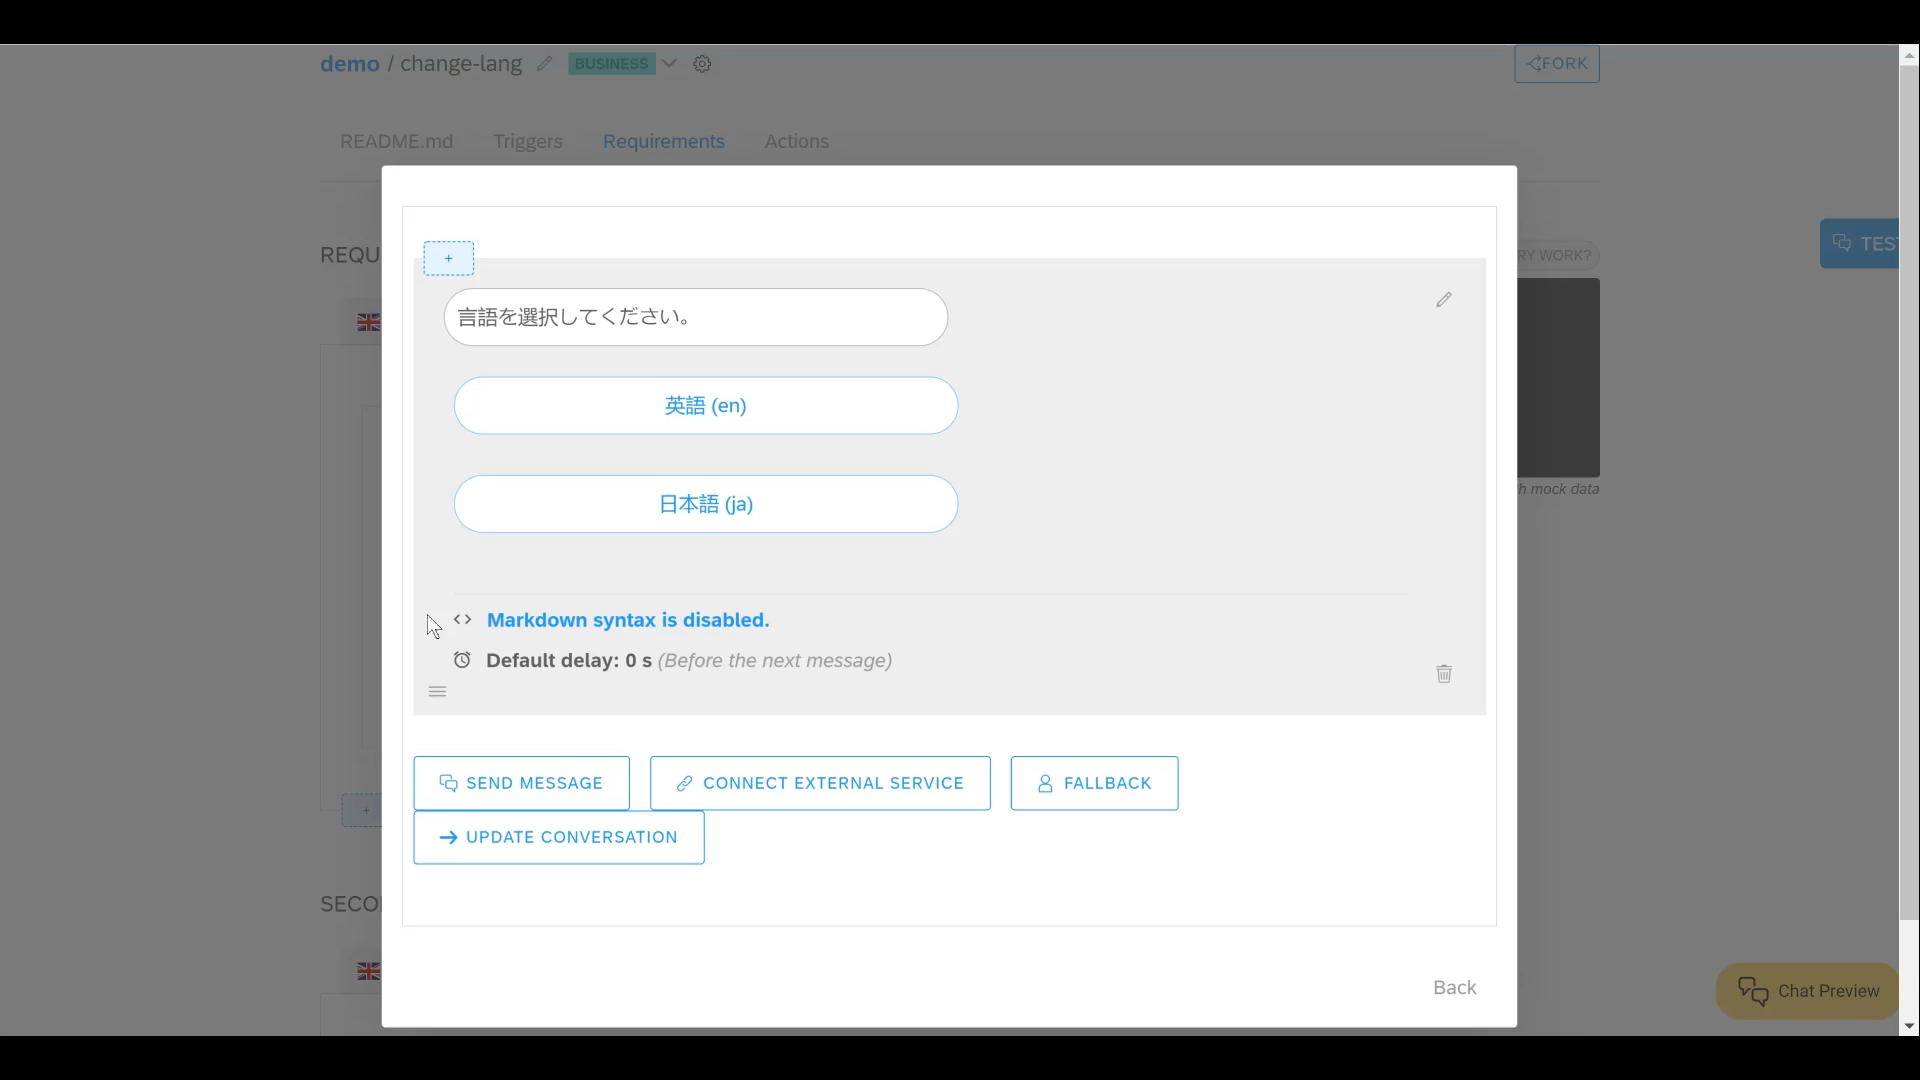 demo / change-lang BUSINESS FORK
README.md Triggers Requirements Actions
REQU
RY WORK?
TES
+
言語を選択してください。
英語 (en)
日本語 (ja)
h mock data
<> Markdown syntax is disabled.
Default delay: 0 s (Before the next message)
SEND MESSAGE CONNECT EXTERNAL SERVICE FALLBACK
+
UPDATE CONVERSATION
SECO
Back
Chat Preview